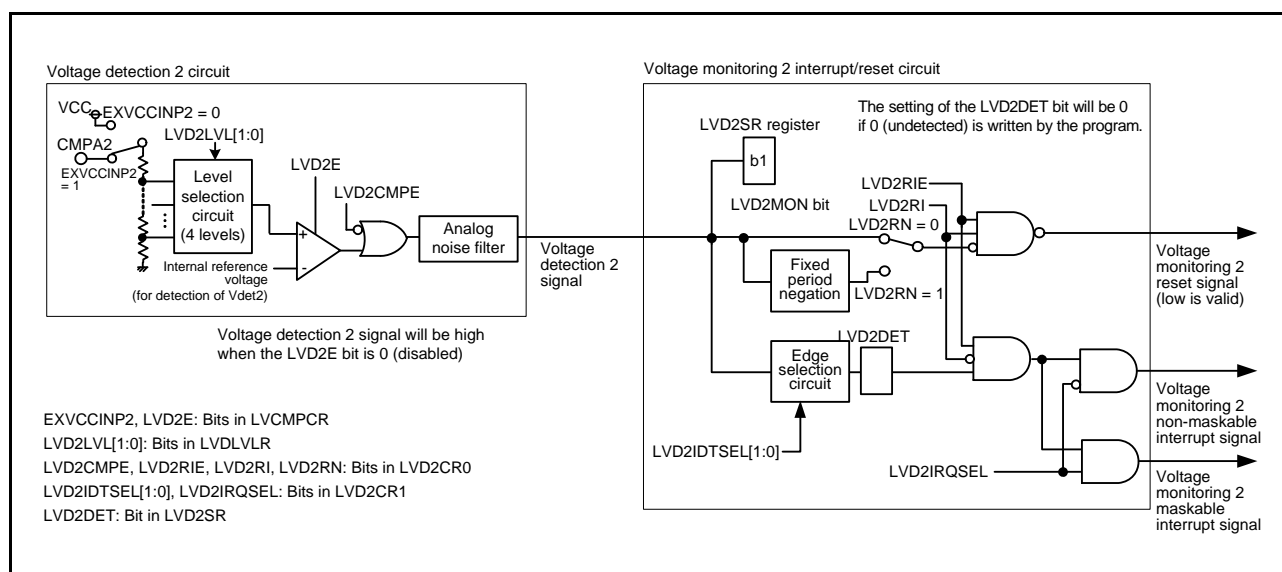 Voltage detection 2 circuit
VCC
EXVCCINP2 = 0
LVD2LVL[1:0]
CMPA2
EXVCCINP2
= 1
Level
selection
circuit
(4 levels)
LVD2E
LVD2CMPE
+
-
Internal reference
voltage
(for detection of Vdet2)
Analog
noise filter
Voltage detection 2 signal will be high
when the LVD2E bit is 0 (disabled)
Voltage
detection 2
signal
Voltage monitoring 2 interrupt/reset circuit
The setting of the LVD2DET bit will be 0
if 0 (undetected) is written by the program.
LVD2SR register
b1
LVD2MON bit
LVD2RIE
LVD2RI
LVD2RN = 0
Fixed
period
negation
LVD2RN = 1
Voltage
monitoring 2
reset signal
(low is valid)
LVD2DET
Edge
selection
circuit
LVD2IDTSEL[1:0]
LVD2IRQSEL
Voltage
monitoring 2
non-maskable
interrupt signal
Voltage
monitoring 2
maskable
interrupt signal
EXVCCINP2, LVD2E: Bits in LVCMPCR
LVD2LVL[1:0]: Bits in LVDLVLR
LVD2CMPE, LVD2RIE, LVD2RI, LVD2RN: Bits in LVD2CR0
LVD2IDTSEL[1:0], LVD2IRQSEL: Bits in LVD2CR1
LVD2DET: Bit in LVD2SR